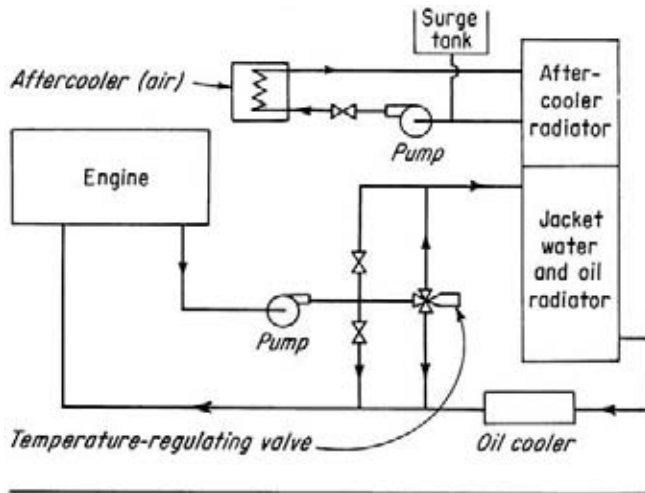 Surge
tank
Aftercooler (air)
After-
cooler
radiator
Pump
Engine
Jacket
water
and oil
radiator
Pump
Temperature-regulating valve
Oil cooler